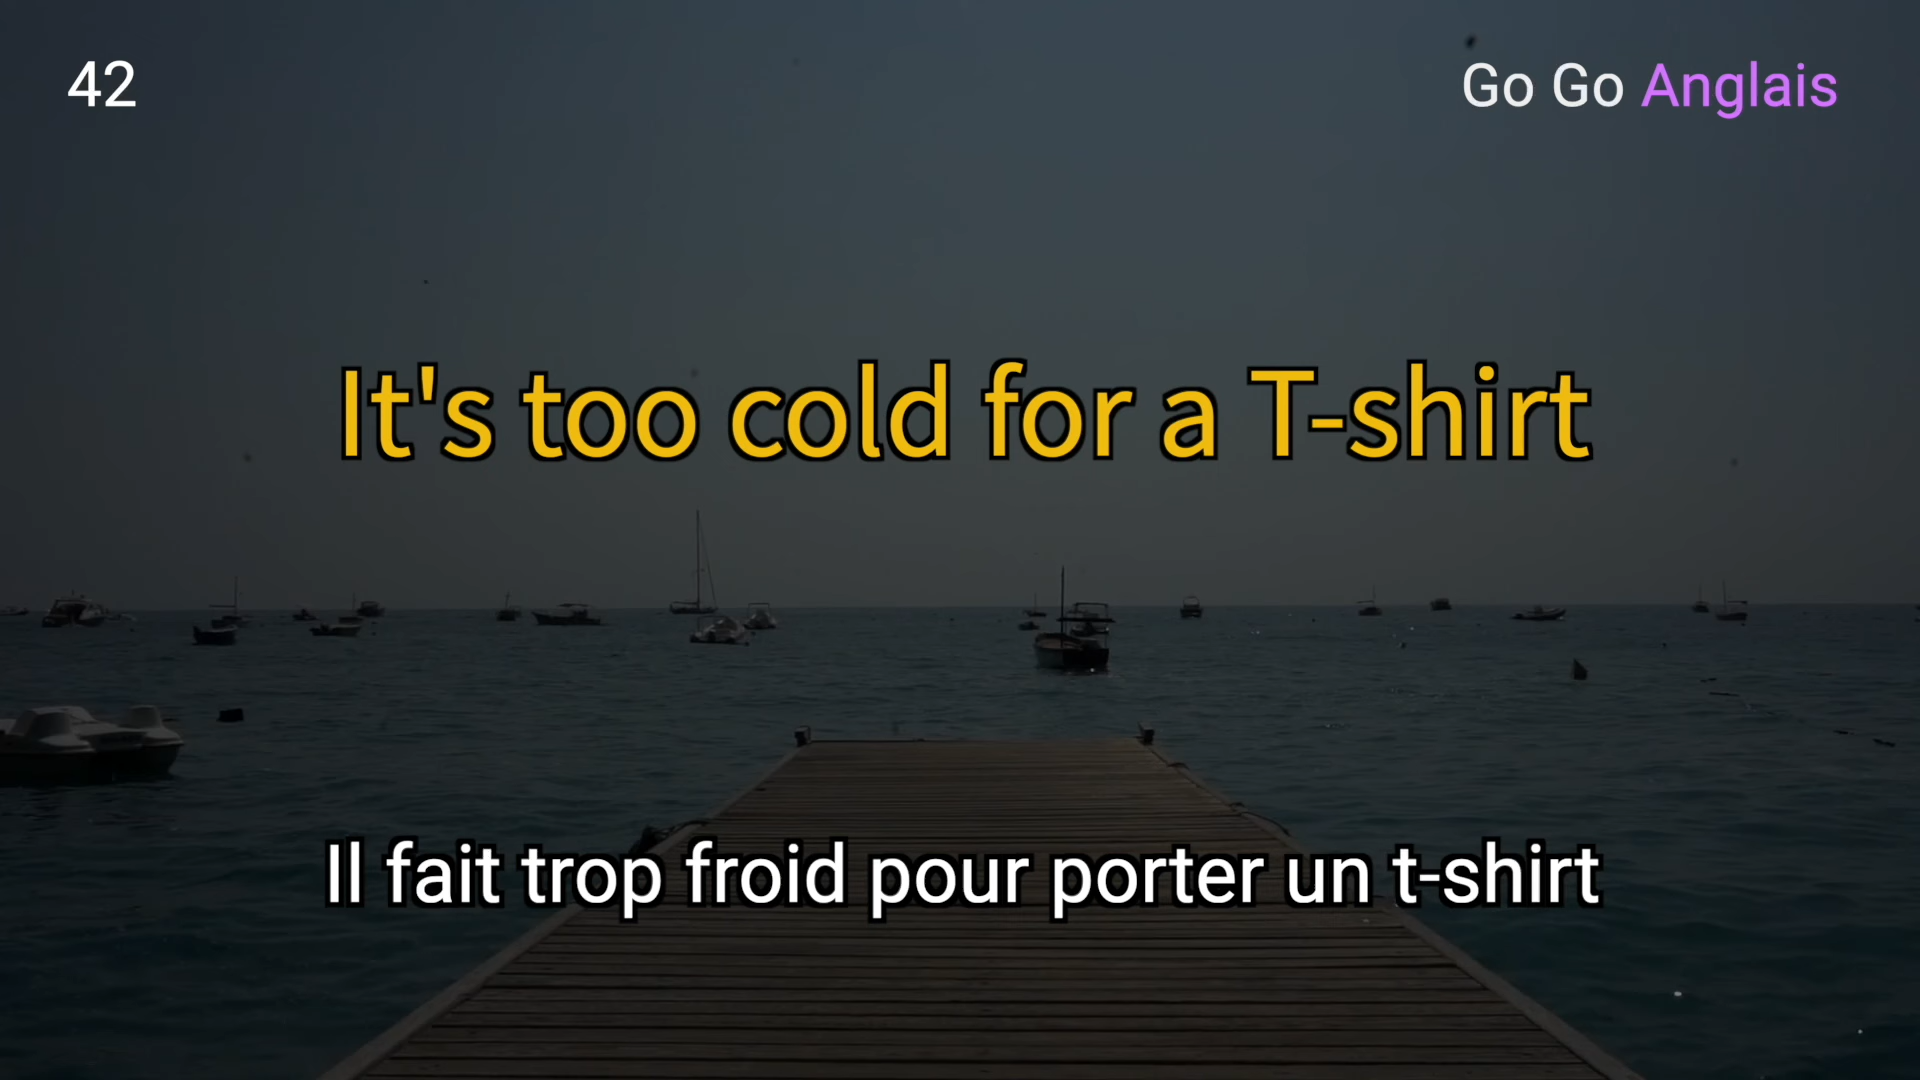 42
Go Go Anglais
It's too cold for a T-shirt
Il fait trop froid pour porter un t-shirt